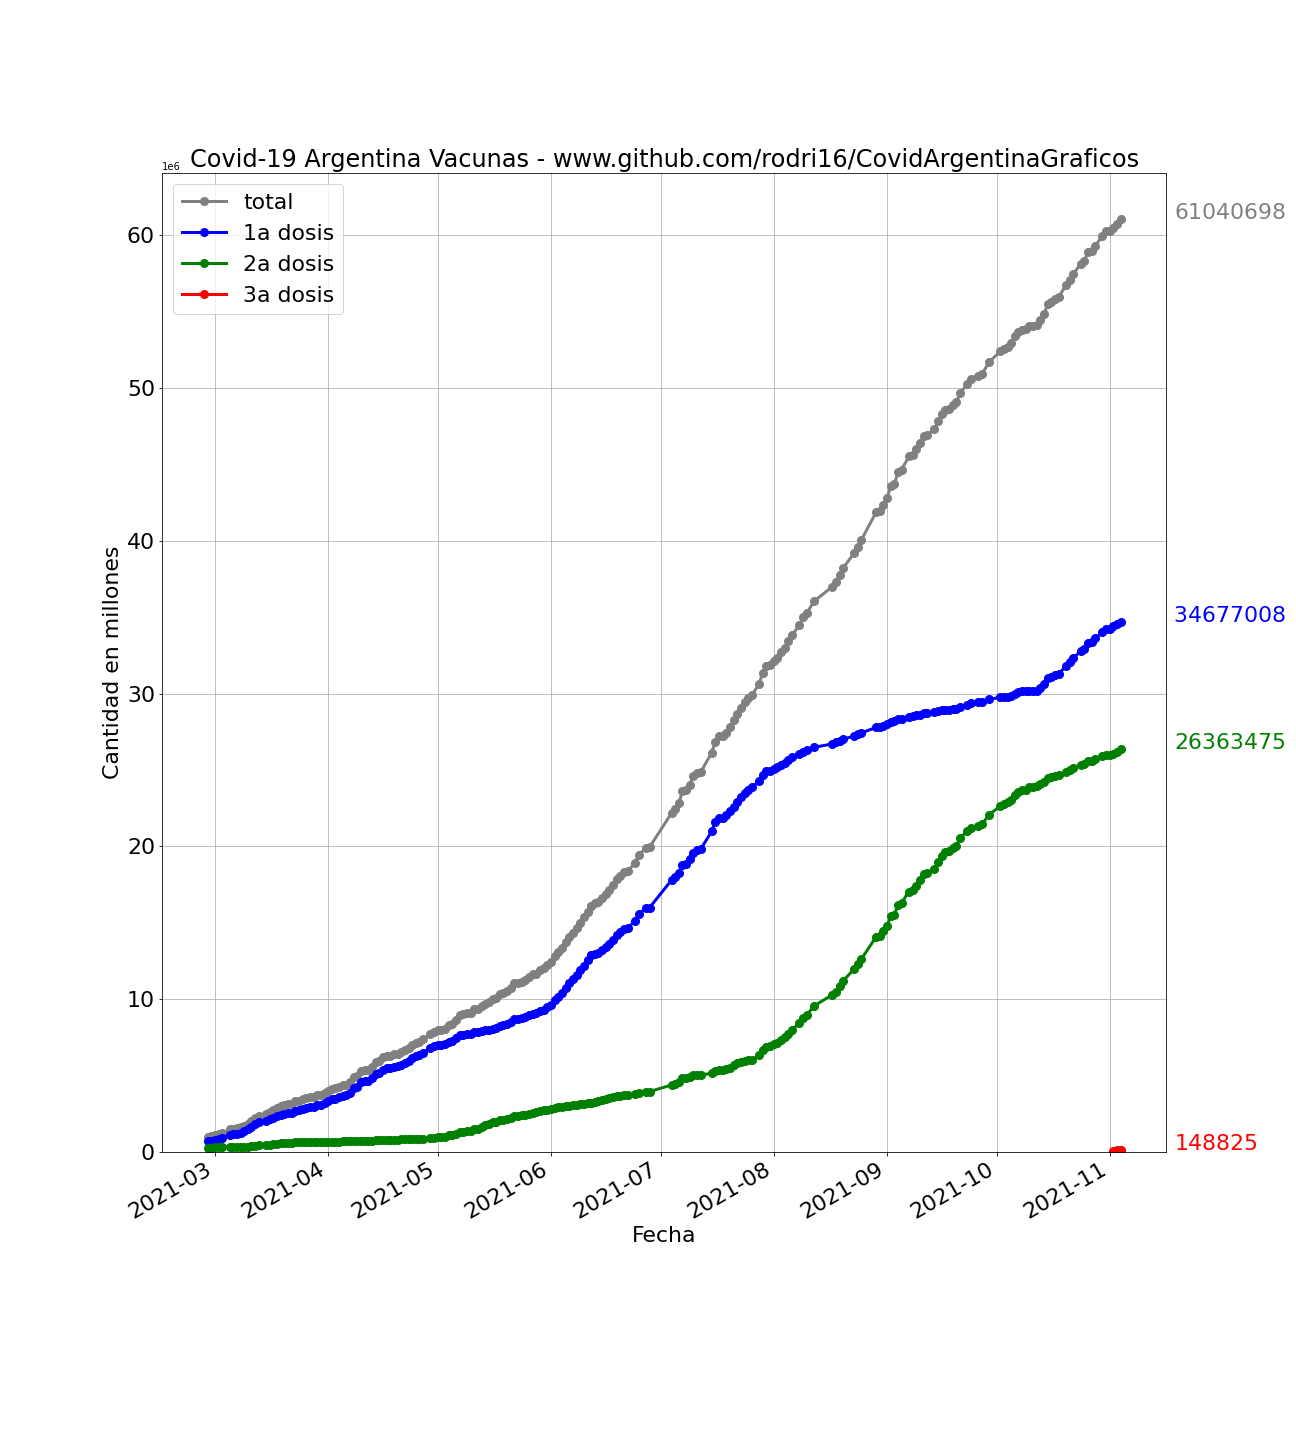 Covid-19 Argentina Vacunas - www.github.com/rodri16/CovidArgentinaGraficos
1e6
total
1a dosis
2a dosis
3a dosis
61040698
34677008
26363475
148825
60
50
40
30
20
10
0
Cantidad en millones
2021-03
2021-04
2021-05
2021-06
2021-07
2021-08
2021-09
2021-10
2021-11
Fecha